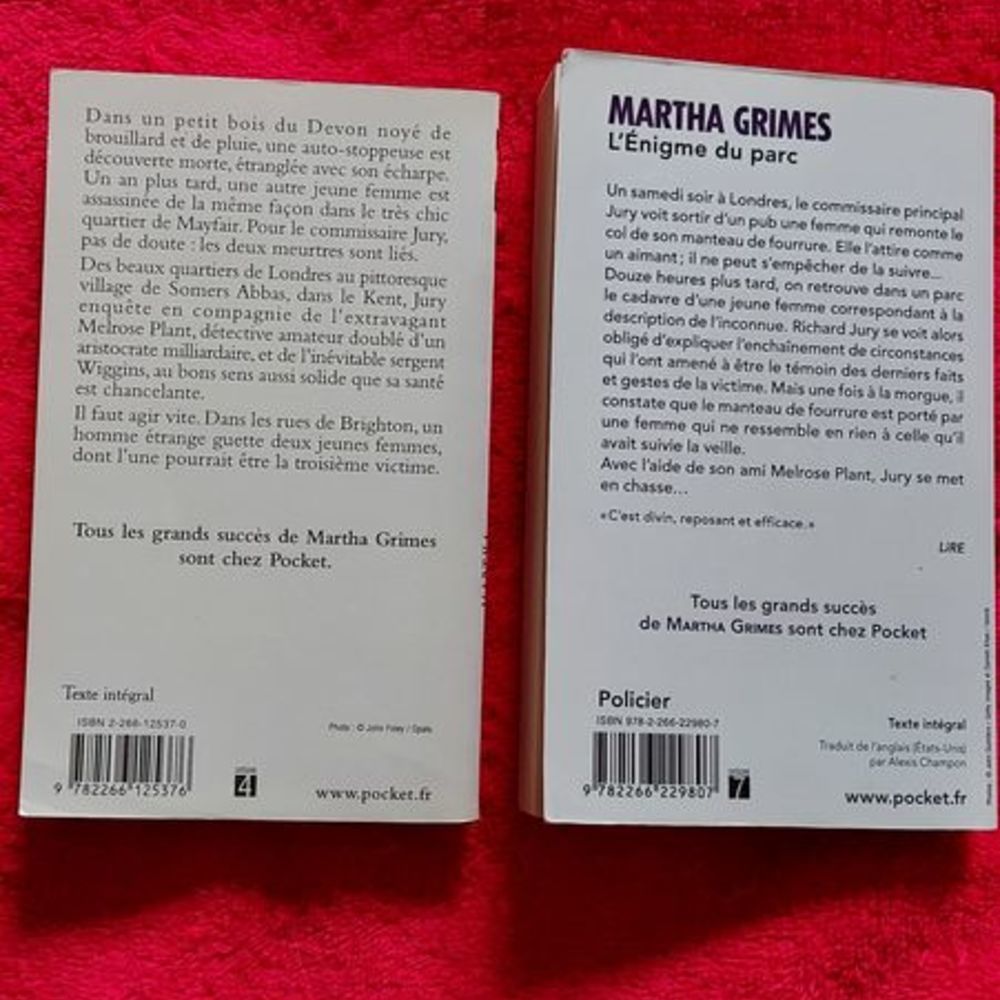 Dans un petit bois du Devon noyé de
brouillard et de pluie, une auto-stoppeuse est
découverte morte, étranglée avec son écharpe.
Un an plus tard, une autre jeune femme est
assassinée de la même façon dans le très chic
quartier de Mayfair. Pour le commissaire Jury,
pas de doute : les deux meurtres sont liés.
Des beaux quartiers de Londres au pittoresque
village de Somers Abbas, dans le Kent, Jury
enquête en compagnie de l'extravagant
Melrose Plant, détective amateur doublé d'un
aristocrate milliardaire, et de l'inévitable sergent
Wiggins, au bons sens aussi solide que sa santé
est chancelante.
Il faut agir vite. Dans les rues de Brighton, un
homme étrange guette deux jeunes femmes,
dont l'une pourrait être la troisième victime.
Tous les grands succès de Martha Grimes
sont chez Pocket.
Texte intégral
ISBN 2-266-12537-0
Photo : © John Foley / Opale
9 782266 125376
4
www.pocket.fr
MARTHA GRIMES
L'Énigme du parc
Un samedi soir à Londres, le commissaire principal
Jury voit sortir d'un pub une femme qui remonte le
col de son manteau de fourrure. Elle l'attire comme
un aimant ; il ne peut s'empêcher de la suivre...
Douze heures plus tard, on retrouve dans un parc
le cadavre d'une jeune femme correspondant à la
description de l'inconnue. Richard Jury se voit alors
obligé d'expliquer l'enchaînement de circonstances
qui l'ont amené à être le témoin des derniers faits
et gestes de la victime. Mais une fois à la morgue, il
constate que le manteau de fourrure est porté par
une femme qui ne ressemble en rien à celle qu'il
avait suivie la veille.
Avec l'aide de son ami Melrose Plant, Jury se met
en chasse...
«C'est divin, reposant et efficace.»
LIRE
Tous les grands succès
de MARTHA GRIMES sont chez Pocket
Policier
ISBN 978-2-266-22980-7
9 782266 229807
7
Texte intégral
Traduit de l'anglais (États-Unis)
par Alexis Champon
www.pocket.fr